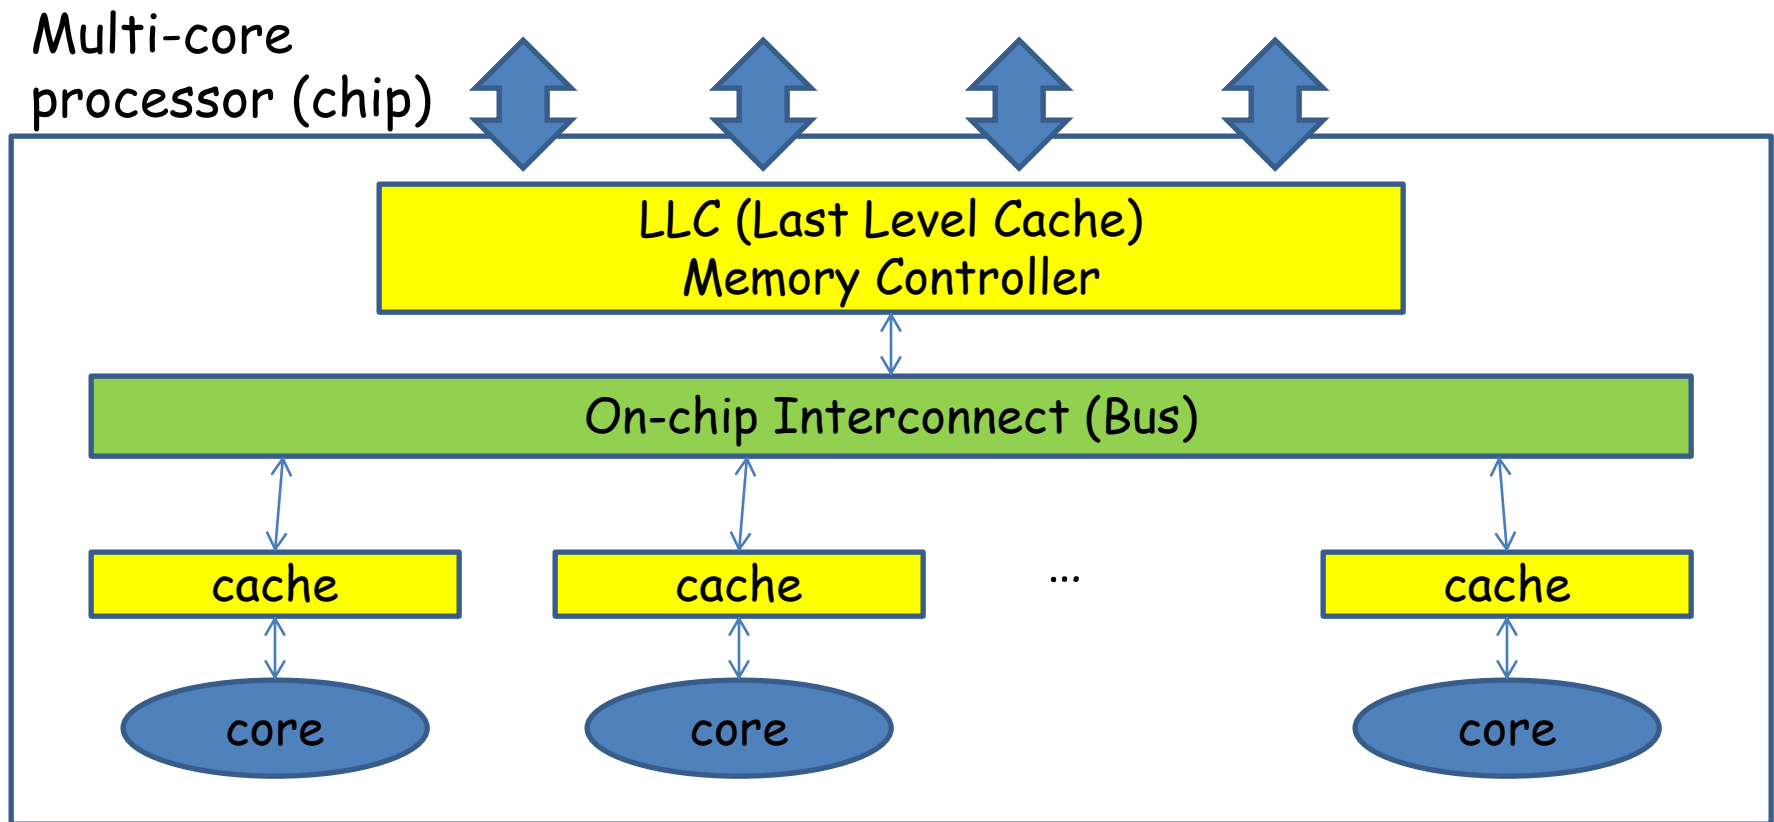 Multi-core
processor (chip)
LLC (Last Level Cache)
Memory Controller
On-chip Interconnect (Bus)
cache
cache
…
cache
core
core
core